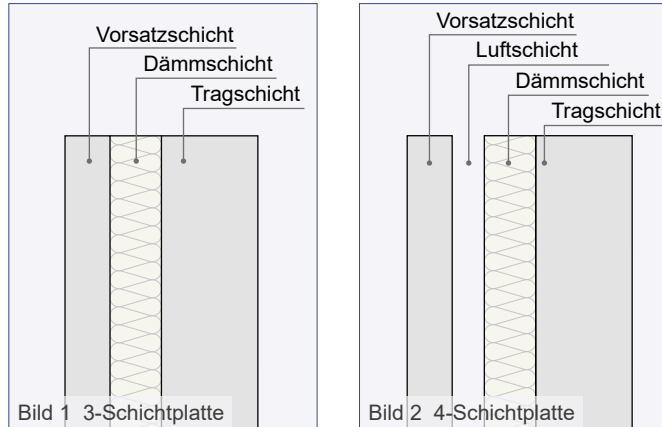 Vorsatzschicht
Dämmschicht
Tragschicht
Bild 1  3-Schichtplatte
Vorsatzschicht
Luftschicht
Dämmschicht
Tragschicht
Bild 2  4-Schichtplatte